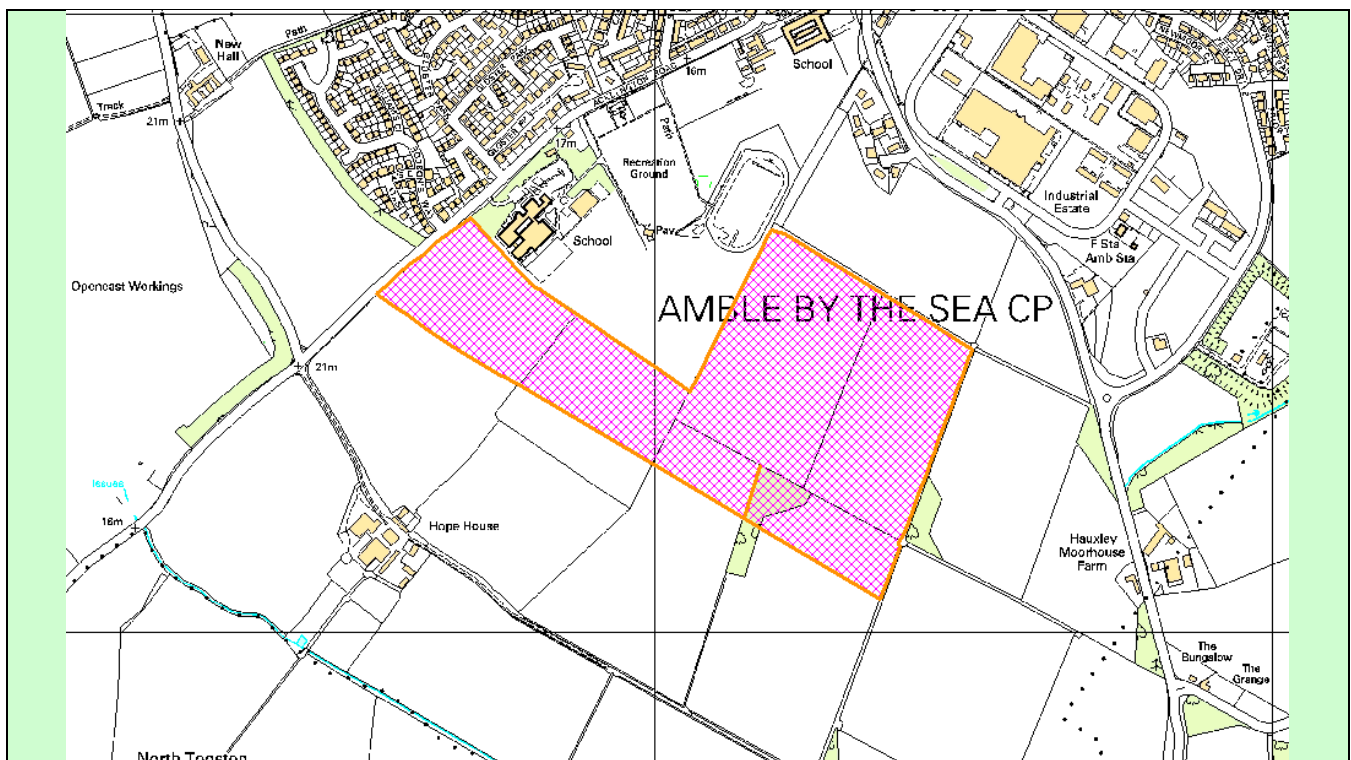 Path
New
Hall
Track
21m
ACKLINGTON ROAD
16m
School
17m
Recreation
Ground
Path
Pav
School
Industrial
Estate
F Sta
Amb Sta
Opencast Workings
AMBLE BY THE SEA CP
21m
Issues
16m
Hope House
Hauxley
Moorhouse
Farm
The
Bungalow
The
Grange
North Togston